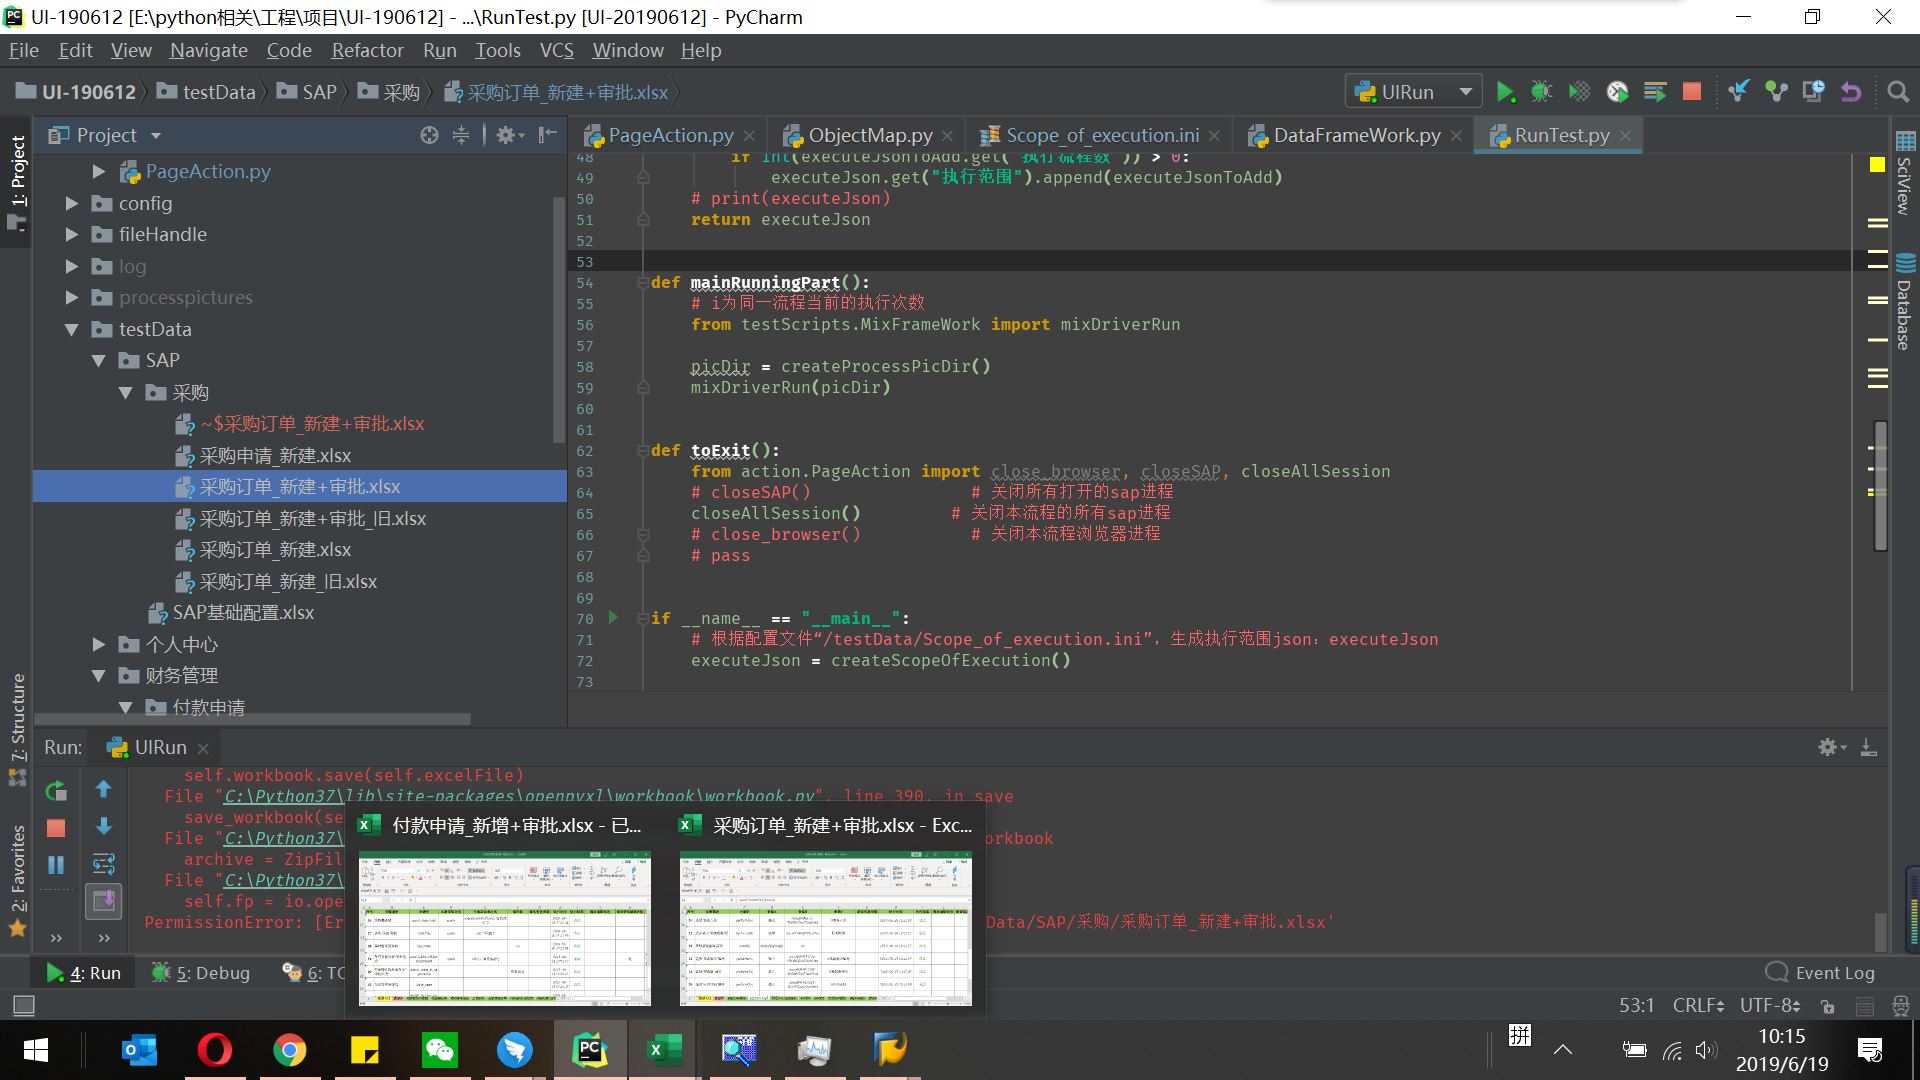 UI-190612 [E:\python相关\工程\项目\UI-190612] - ...\RunTest.py [UI-20190612] - PyCharm
File Edit View Navigate Code Refactor Run Tools VCS Window Help
UI-190612 testData SAP 采购 采购订单_新建+审批.xlsx UIRun
1: Project
7: Structure
2: Favorites
Project
PageAction.py
config
fileHandle
log
processpictures
testData
SAP
采购
~$采购订单_新建+审批.xlsx
采购申请_新建.xlsx
采购订单_新建+审批.xlsx
采购订单_新建+审批_旧.xlsx
采购订单_新建.xlsx
采购订单_新建_旧.xlsx
SAP基础配置.xlsx
个人中心
财务管理
付款申请
PageAction.py ObjectMap.py Scope_of_execution.ini DataFrameWork.py RunTest.py
48 if int(executeJsonToAdd.get("执行流程数")) > 0:
49 executeJson.get("执行范围").append(executeJsonToAdd)
50 # print(executeJson)
51 return executeJson
52
53
54 def mainRunningPart():
55 # i为同一流程当前的执行次数
56 from testScripts.MixFrameWork import mixDriverRun
57
58 picDir = createProcessPicDir()
59 mixDriverRun(picDir)
60
61
62 def toExit():
63 from action.PageAction import close_browser, closeSAP, closeAllSession
64 # closeSAP() # 关闭所有打开的sap进程
65 closeAllSession() # 关闭本流程的所有sap进程
66 # close_browser() # 关闭本流程浏览器进程
67 # pass
68
69
70 if __name__ == "__main__":
71 # 根据配置文件“/testData/Scope_of_execution.ini”，生成执行范围json：executeJson
72 executeJson = createScopeOfExecution()
73
SciView
Database
Run: UIRun
self.workbook.save(self.excelFile)
File "C:\Python37\lib\site-packages\openpyxl\workbook\workbook.py", line 390, in save
save_workbook(se
File "C:\Python37\ orkbook
archive = ZipFil
File "C:\Python37\
self.fp = io.ope
PermissionError: [Er Data/SAP/采购/采购订单_新建+审批.xlsx'
付款申请_新增+审批.xlsx - 已...
采购订单_新建+审批.xlsx - Exc...
4: Run 5: Debug 6: TO Event Log
53:1 CRLF UTF-8
拼
10:15
2019/6/19